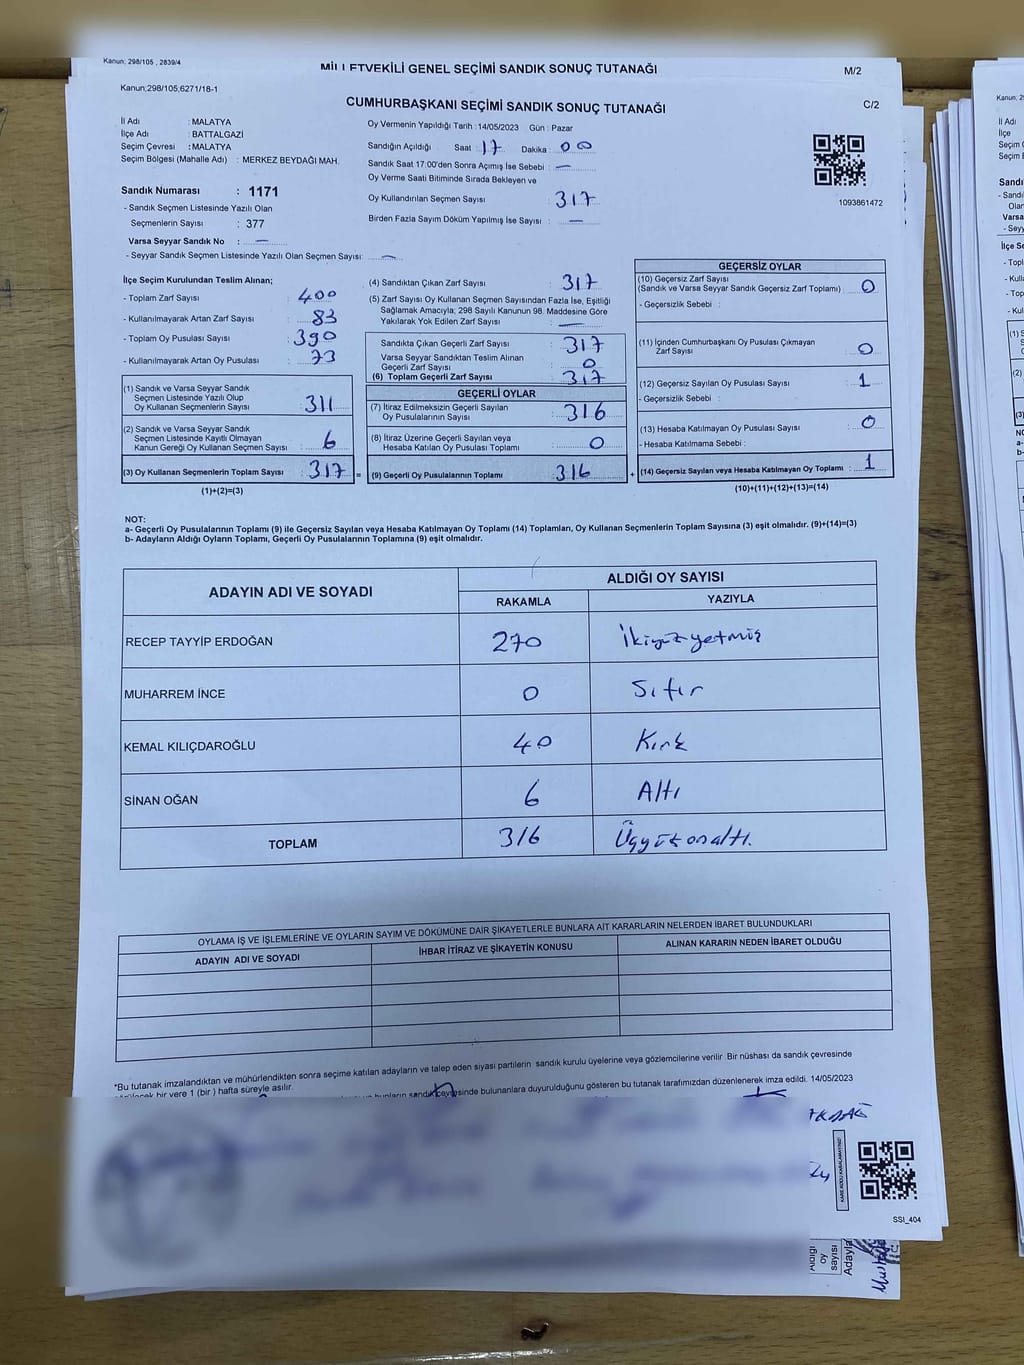 Kanun; 298/105 , 2839/4
MİLLETVEKİLİ GENEL SEÇİMİ SANDIK SONUÇ TUTANAĞI
M/2
Kanun;298/105;6271/18-1
CUMHURBAŞKANI SEÇİMİ SANDIK SONUÇ TUTANAĞI
C/2
İl Adı : MALATYA
İlçe Adı : BATTALGAZİ
Seçim Çevresi : MALATYA
Seçim Bölgesi (Mahalle Adı) : MERKEZ BEYDAĞI MAH.
Sandık Numarası : 1171
- Sandık Seçmen Listesinde Yazılı Olan
Seçmenlerin Sayısı : 377
Varsa Seyyar Sandık No : —
- Seyyar Sandık Seçmen Listesinde Yazılı Olan Seçmen Sayısı: —
Oy Vermenin Yapıldığı Tarih :14/05/2023 Gün : Pazar
Sandığın Açıldığı Saat : 17 Dakika : 00
Sandık Saat 17:00'den Sonra Açımış İse Sebebi : —
Oy Verme Saati Bitiminde Sırada Bekleyen ve
Oy Kullandırılan Seçmen Sayısı : 317
Birden Fazla Sayım Döküm Yapılmış İse Sayısı : —
1093861472
İlçe Seçim Kurulundan Teslim Alınan;
- Toplam Zarf Sayısı : 400
- Kullanılmayarak Artan Zarf Sayısı : 83
- Toplam Oy Pusulası Sayısı : 390
- Kullanılmayarak Artan Oy Pusulası : 73
(1) Sandık ve Varsa Seyyar Sandık
Seçmen Listesinde Yazılı Olup
Oy Kullanan Seçmenlerin Sayısı : 311
(2) Sandık ve Varsa Seyyar Sandık
Seçmen Listesinde Kayıtlı Olmayan
Kanun Gereği Oy Kullanan Seçmen Sayısı : 6
(3) Oy Kullanan Seçmenlerin Toplam Sayısı : 317 =
(1)+(2)=(3)
(4) Sandıktan Çıkan Zarf Sayısı : 317
(5) Zarf Sayısı Oy Kullanan Seçmen Sayısından Fazla İse, Eşitliği
Sağlamak Amacıyla; 298 Sayılı Kanunun 98. Maddesine Göre
Yakılarak Yok Edilen Zarf Sayısı : —
Sandıkta Çıkan Geçerli Zarf Sayısı : 317
Varsa Seyyar Sandıktan Teslim Alınan
Geçerli Zarf Sayısı : 0
(6) Toplam Geçerli Zarf Sayısı : 317
GEÇERLİ OYLAR
(7) İtiraz Edilmeksizin Geçerli Sayılan
Oy Pusulalarının Sayısı : 316
(8) İtiraz Üzerine Geçerli Sayılan veya
Hesaba Katılan Oy Pusulası Toplamı : 0
(9) Geçerli Oy Pusulalarının Toplamı : 316 +
GEÇERSİZ OYLAR
(10) Geçersiz Zarf Sayısı
(Sandık ve Varsa Seyyar Sandık Geçersiz Zarf Toplamı) : 0
- Geçersizlik Sebebi :
(11) İçinden Cumhurbaşkanı Oy Pusulası Çıkmayan
Zarf Sayısı : 0
(12) Geçersiz Sayılan Oy Pusulası Sayısı : 1
- Geçersizlik Sebebi :
(13) Hesaba Katılmayan Oy Pusulası Sayısı : 0
- Hesaba Katılmama Sebebi :
(14) Geçersiz Sayılan veya Hesaba Katılmayan Oy Toplamı : 1
(10)+(11)+(12)+(13)=(14)
NOT:
a- Geçerli Oy Pusulalarının Toplamı (9) ile Geçersiz Sayılan veya Hesaba Katılmayan Oy Toplamı (14) Toplamları, Oy Kullanan Seçmenlerin Toplam Sayısına (3) eşit olmalıdır. (9)+(14)=(3)
b- Adayların Aldığı Oyların Toplamı, Geçerli Oy Pusulalarının Toplamına (9) eşit olmalıdır.
ADAYIN ADI VE SOYADI ALDIĞI OY SAYISI
RAKAMLA YAZIYLA
RECEP TAYYİP ERDOĞAN 270 İkiyüzyetmiş
MUHARREM İNCE 0 Sıfır
KEMAL KILIÇDAROĞLU 40 Kırk
SİNAN OĞAN 6 Altı
TOPLAM 316 Üçyüzonaltı.
OYLAMA İŞ VE İŞLEMLERİNE VE OYLARIN SAYIM VE DÖKÜMÜNE DAİR ŞİKAYETLERLE BUNLARA AİT KARARLARIN NELERDEN İBARET BULUNDUKLARI
ADAYIN ADI VE SOYADI İHBAR İTİRAZ VE ŞİKAYETİN KONUSU ALINAN KARARIN NEDEN İBARET OLDUĞU
*Bu tutanak imzalandıktan ve mühürlendikten sonra seçime katılan adayların ve talep eden siyasi partilerin sandık kurulu üyelerine veya gözlemcilerine verilir. Bir nüshası da sandık çevresinde
bir yere 1 (bir ) hafta süreyle asılır.
sandık çevresinde bulunanlara duyurulduğunu gösteren bu tutanak tarafımızdan düzenlenerek imza edildi. 14/05/2023
KARE KODU KARALAMAYINIZ!
SSI_404
Aldığı
oy
sayısı
Adayla
Kanun; 2
İl Adı
İlçe
Seçim
Seçim
Sandı